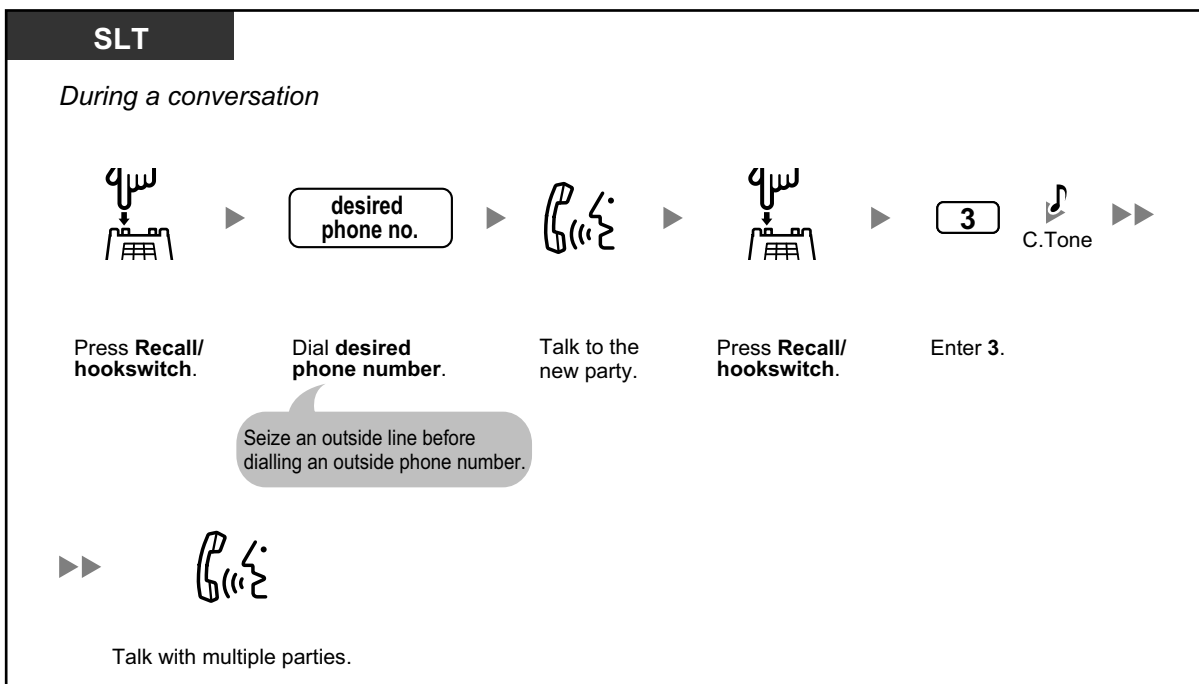 SLT
During a conversation
desired
phone no.
3
C.Tone
Press Recall/
hookswitch.
Dial desired
phone number.
Talk to the
new party.
Press Recall/
hookswitch.
Enter 3.
Seize an outside line before
dialling an outside phone number.
Talk with multiple parties.